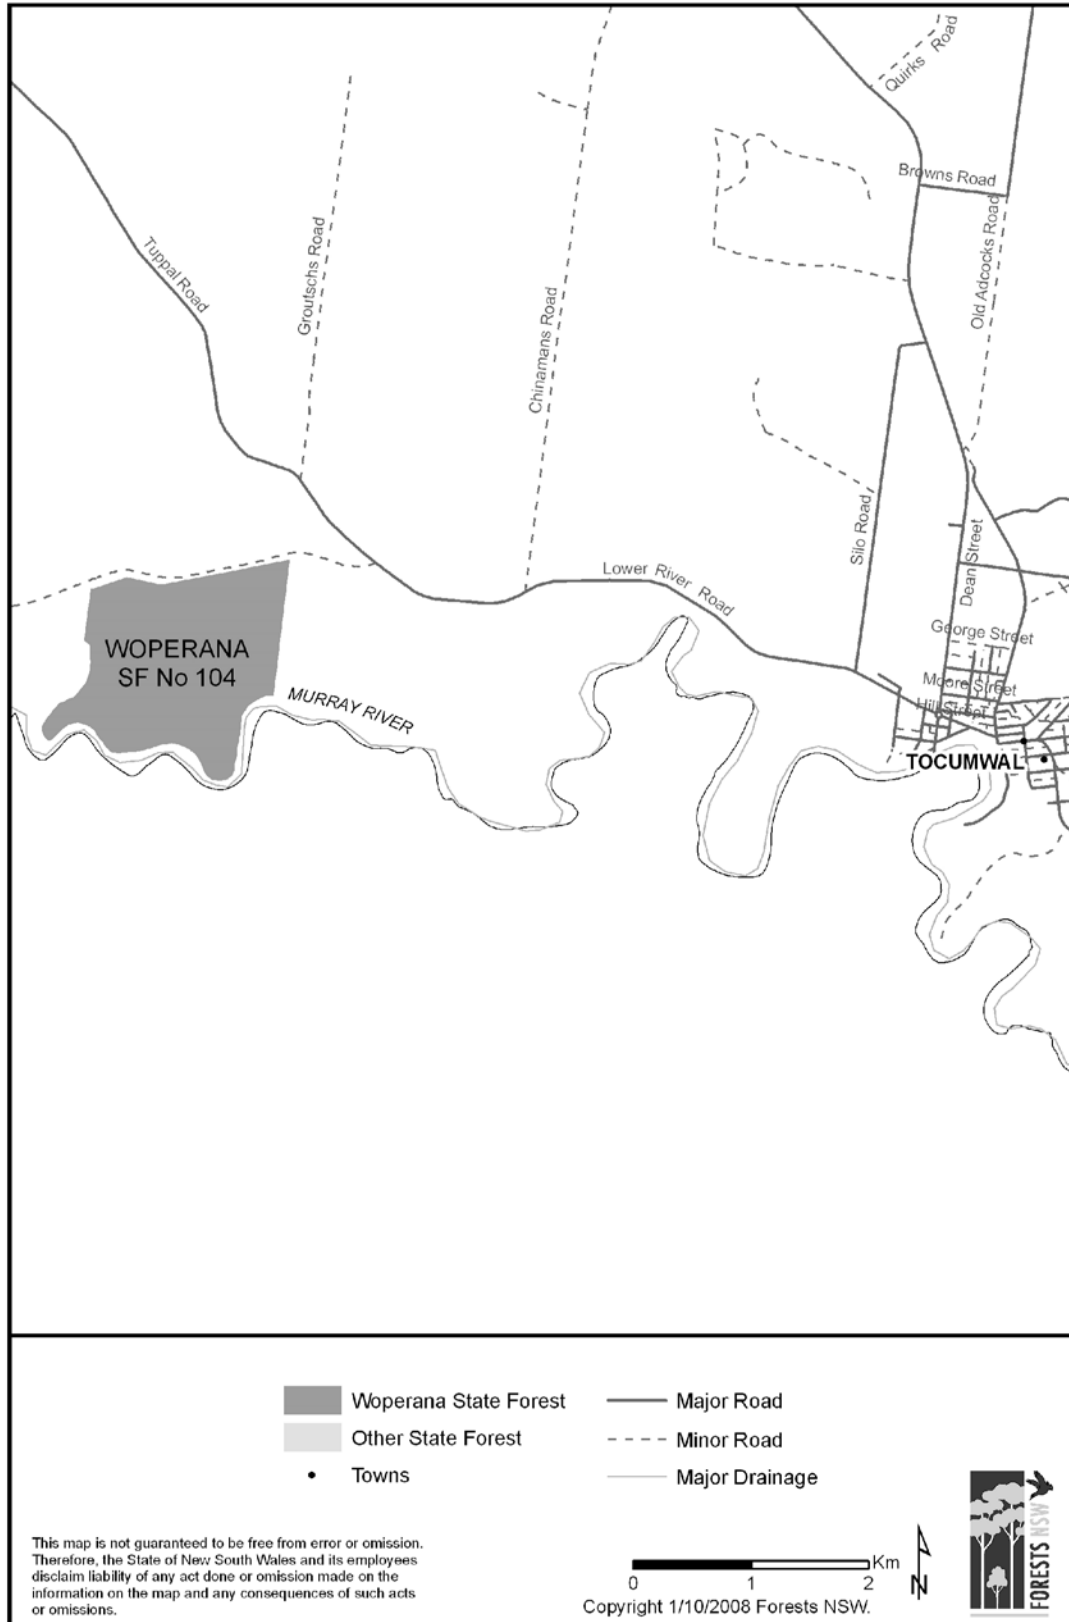 Quirks Road
Browns Road
Old Adcocks Road
Tuppal Road
Groutschs Road
Chinamans Road
Silo Road
Dean Street
Lower River Road
George Street
WOPERANA
SF No 104
Moore Street
MURRAY RIVER
Hill Street
TOCUMWAL
Woperana State Forest
Major Road
Other State Forest
Minor Road
Towns
Major Drainage
This map is not guaranteed to be free from error or omission.
Therefore, the State of New South Wales and its employees
disclaim liability of any act done or omission made on the
information on the map and any consequences of such acts
or omissions.
Km
0 1 2
Copyright 1/10/2008 Forests NSW.
N
FORESTS NSW